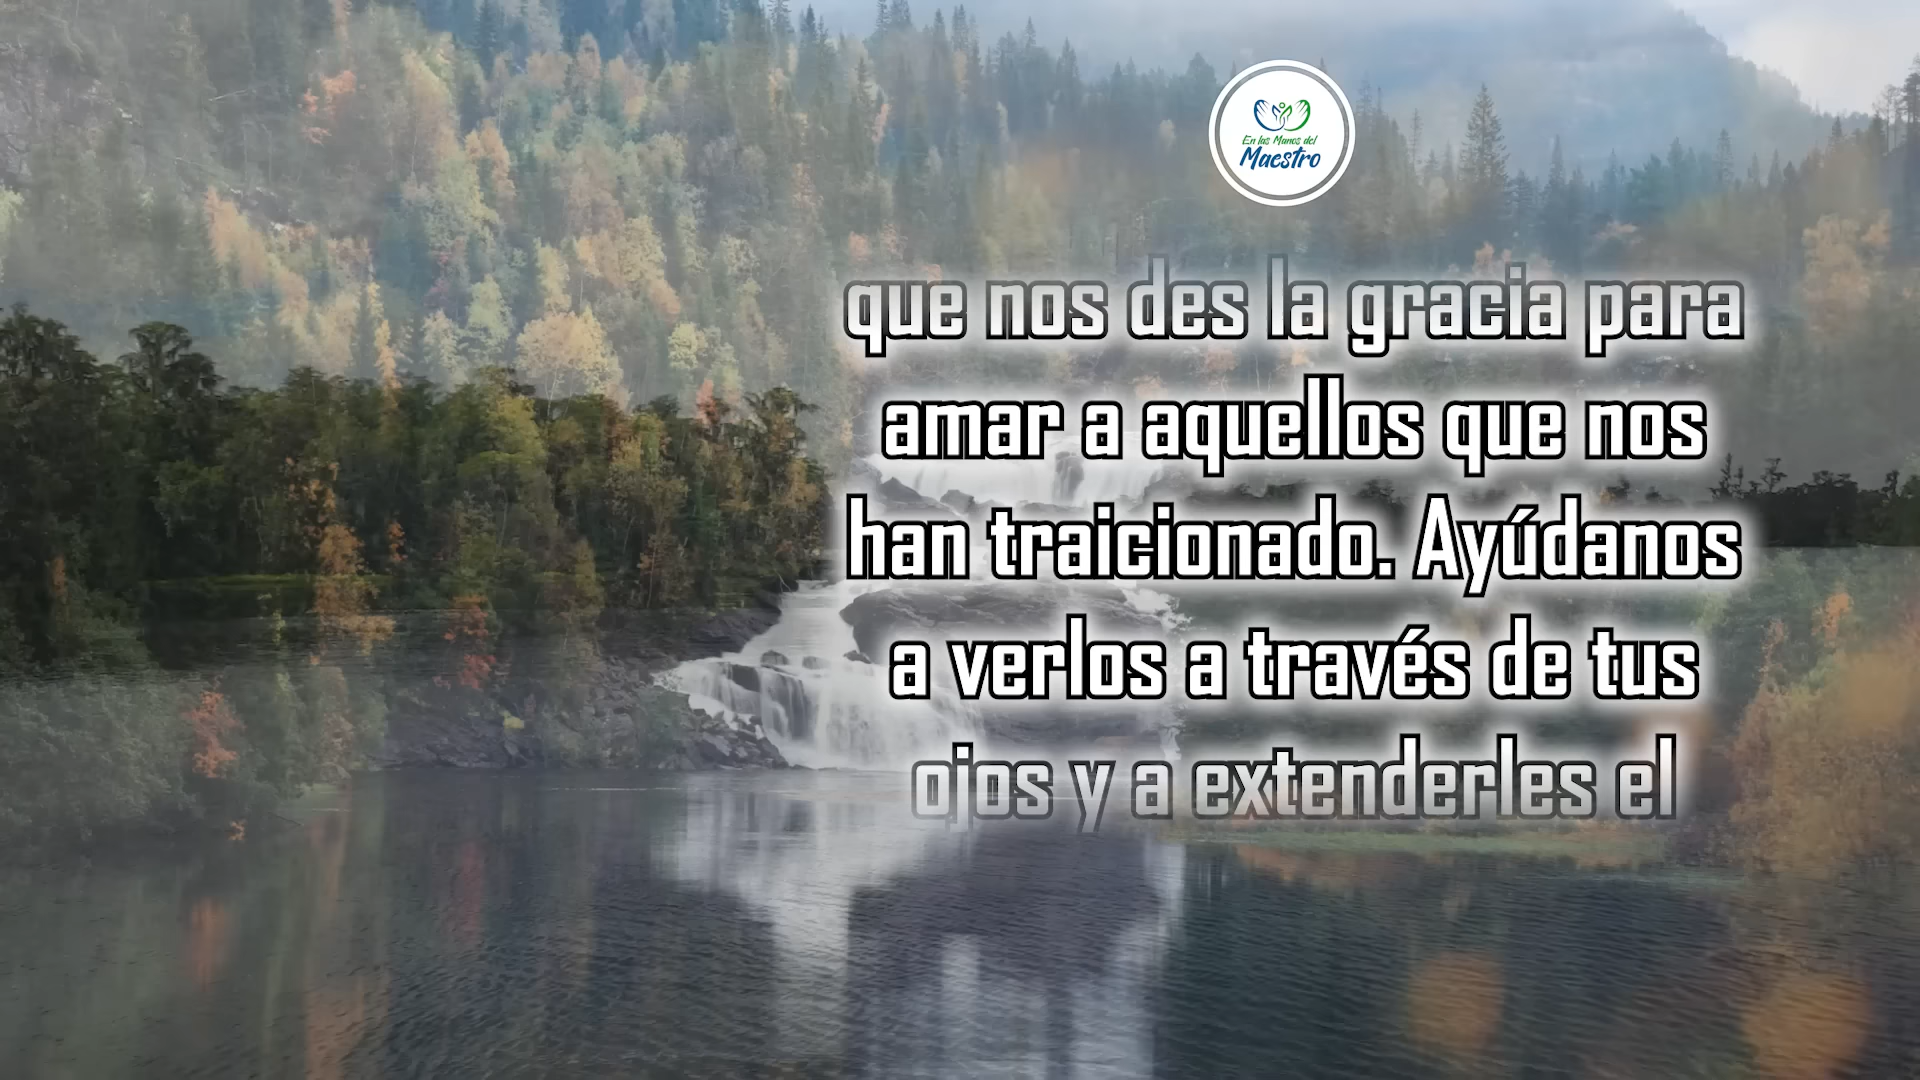 En las Manos del
Maestro
que nos des la gracia para
amar a aquellos que nos
han traicionado. Ayúdanos
a verlos a través de tus
ojos y a extenderles el